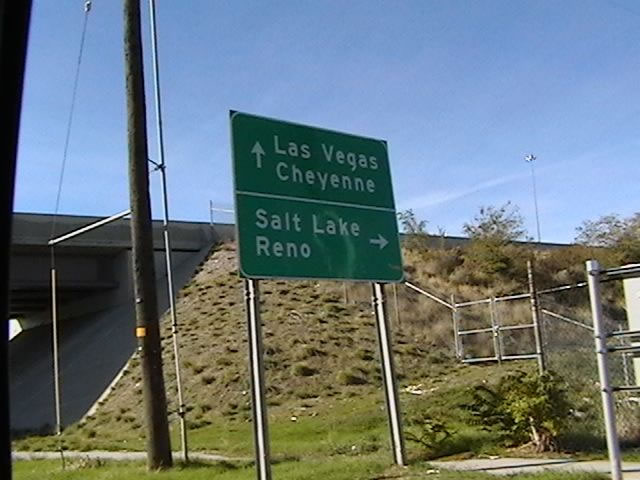 ↑ Las Vegas
Cheyenne
Salt Lake
Reno →